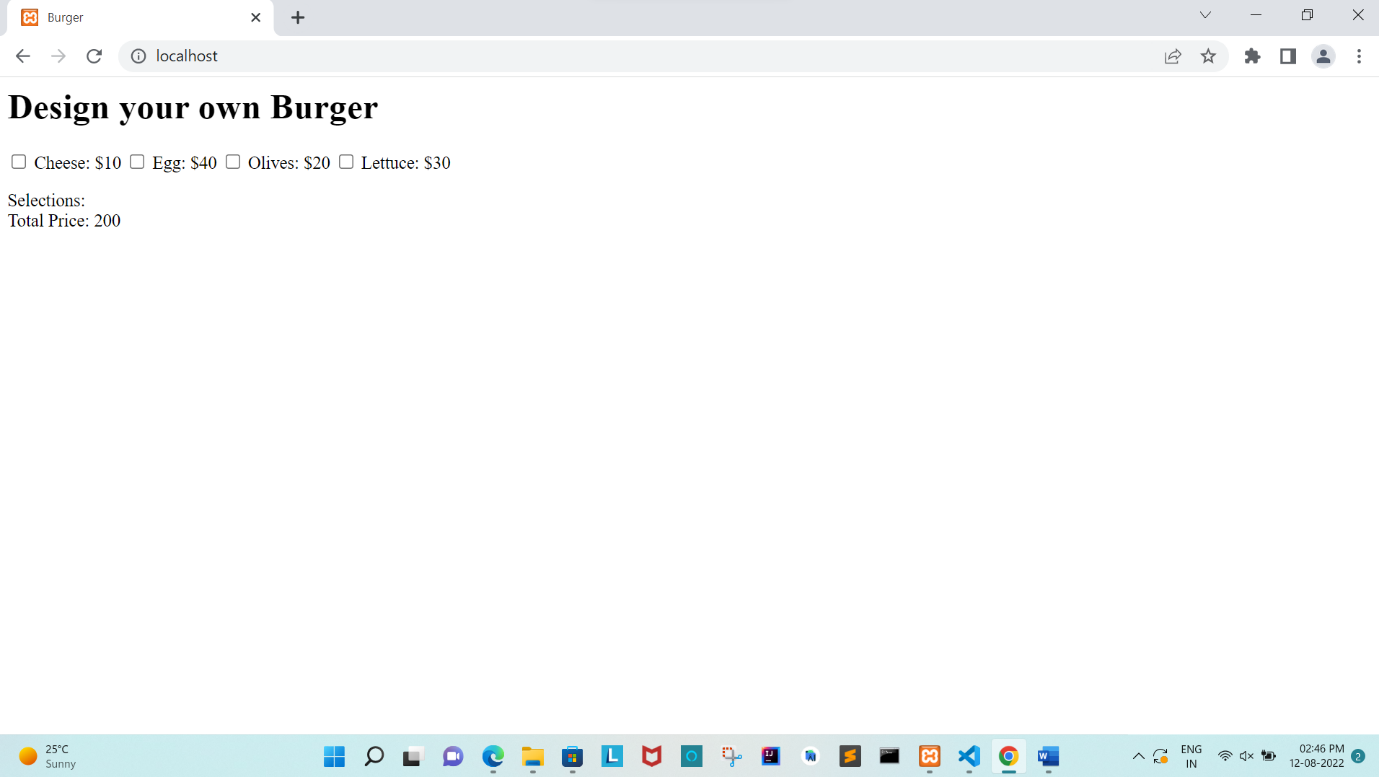 Burger
localhost
Design your own Burger
Cheese: $10 Egg: $40 Olives: $20 Lettuce: $30
Selections:
Total Price: 200
25°C
Sunny
ENG
IN
02:46 PM
12-08-2022
2